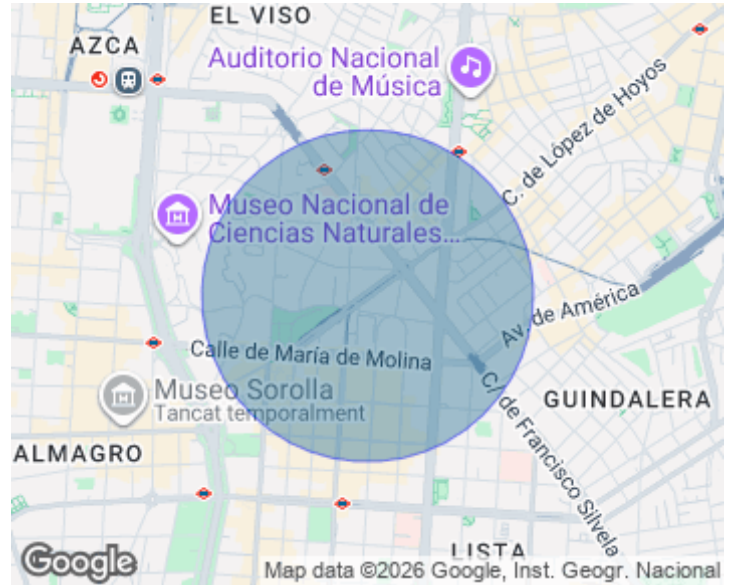 EL VISO
AZCA
Auditorio Nacional
de Música
C. de López de Hoyos
Museo Nacional de
Ciencias Naturales....
Av. de América
Calle de María de Molina
Museo Sorolla
Tancat temporalment
C/ de Francisco Silvela
GUINDALERA
ALMAGRO
LISTA
Google
Map data ©2026 Google, Inst. Geogr. Nacional